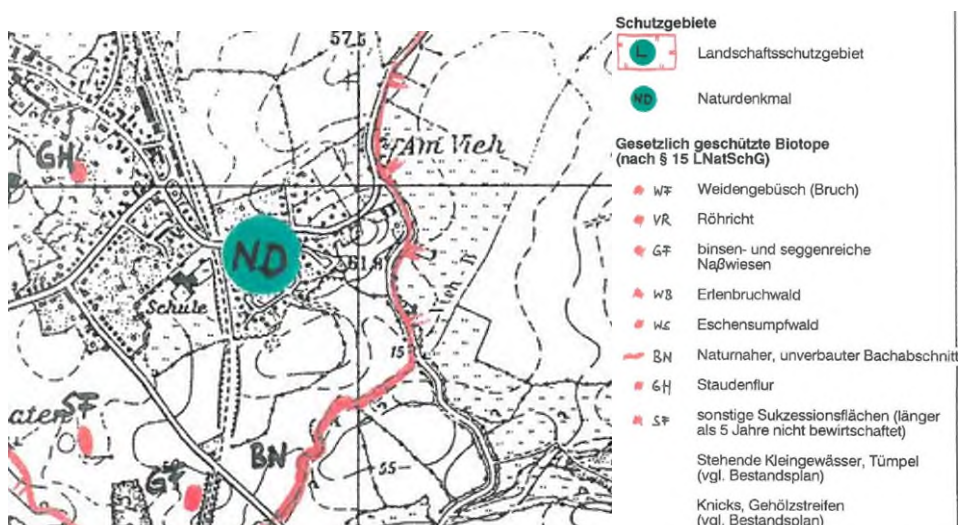 57,
Am Vieh
GH
ND
61,8
Schule
15
SF
BN
GF
55
Schutzgebiete
L Landschaftsschutzgebiet
ND Naturdenkmal
Gesetzlich geschützte Biotope
(nach § 15 LNatSchG)
WF Weidengebüsch (Bruch)
VR Röhricht
GF binsen- und seggenreiche
Naßwiesen
WB Erlenbruchwald
WS Eschensumpfwald
BN Naturnaher, unverbauter Bachabschnitt
GH Staudenflur
SF sonstige Sukzessionsflächen (länger
als 5 Jahre nicht bewirtschaftet)
Stehende Kleingewässer, Tümpel
(vgl. Bestandsplan)
Knicks, Gehölzstreifen
(vgl. Bestandsplan)